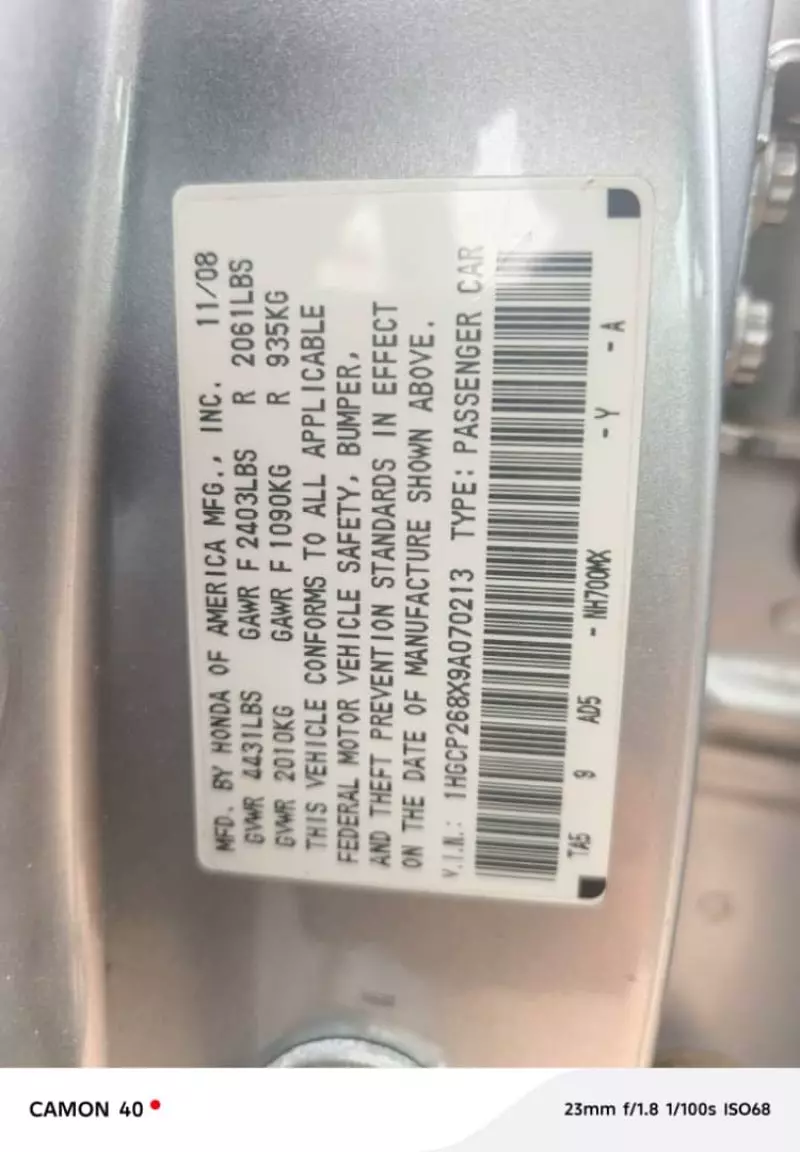 MFD. BY HONDA OF AMERICA MFG., INC. 11/08
GVWR 4431LBS GAWR F 2403LBS R 2061LBS
GVWR 2010KG GAWR F 1090KG R 935KG
THIS VEHICLE CONFORMS TO ALL APPLICABLE
FEDERAL MOTOR VEHICLE SAFETY, BUMPER,
AND THEFT PREVENTION STANDARDS IN EFFECT
ON THE DATE OF MANUFACTURE SHOWN ABOVE.
V.I.N.: 1HGCP268X9A070213 TYPE: PASSENGER CAR
TA5 9 AD5 - NH700MX -Y -A
CAMON 40
23mm f/1.8 1/100s ISO68